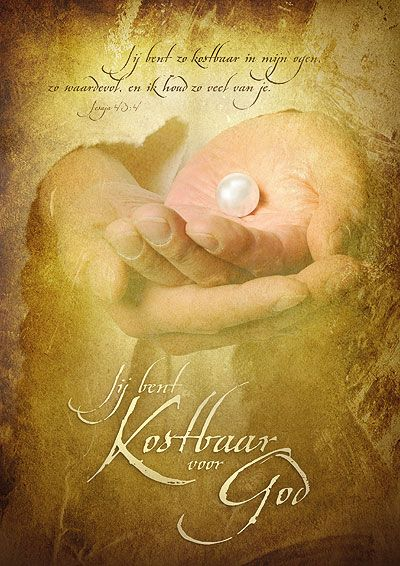 Jij bent zo kostbaar in mijn ogen,
zo waardevol, en ik houd zo veel van je.
Jesaja 43:4
Jij bent
Kostbaar
voor
God